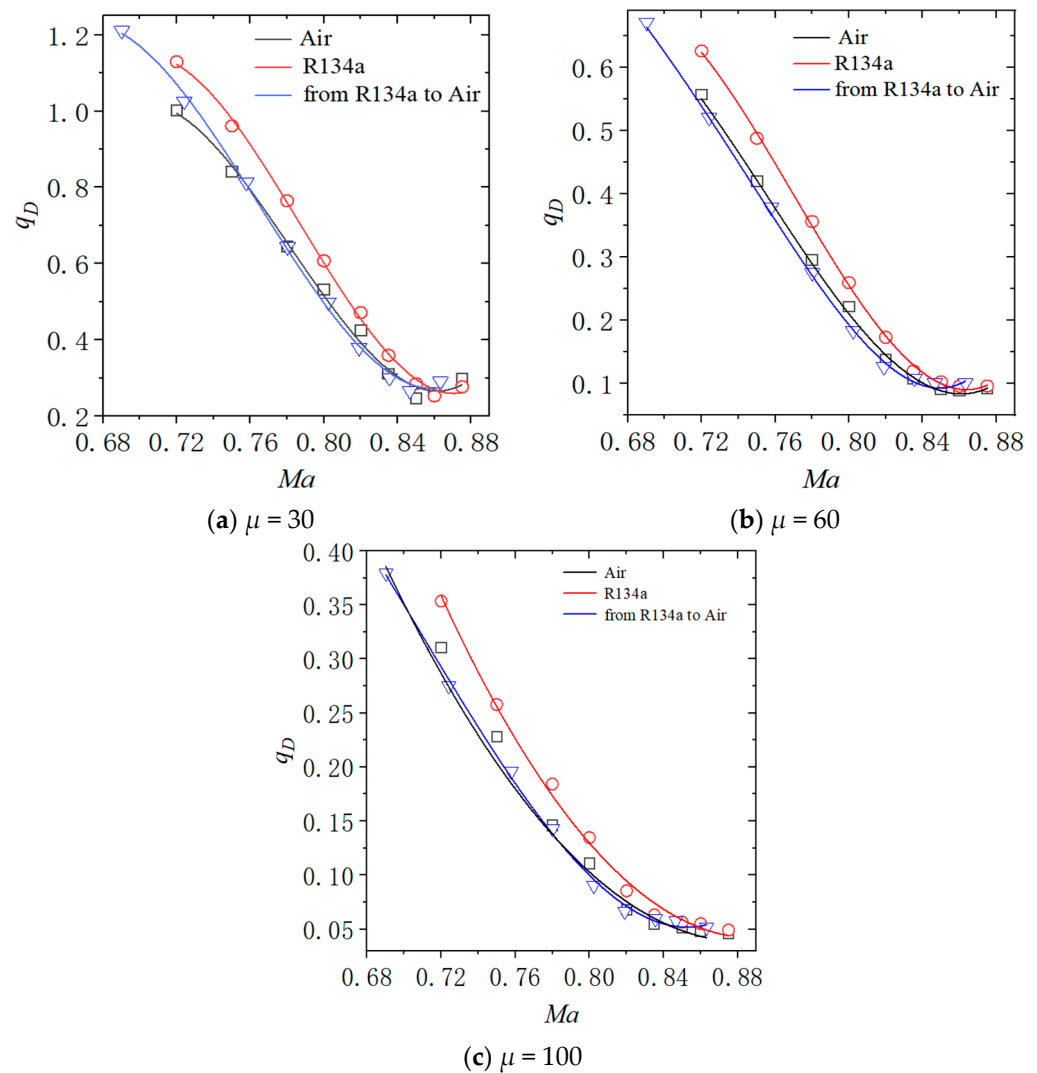 Air
R134a
from R134a to Air
1.2
1.0
0.8
0.6
0.4
0.2
q_D
0.68 0.72 0.76 0.80 0.84 0.88
Ma
(a) μ = 30
Air
R134a
from R134a to Air
0.6
0.5
0.4
0.3
0.2
0.1
q_D
0.68 0.72 0.76 0.80 0.84 0.88
Ma
(b) μ = 60
Air
R134a
from R134a to Air
0.40
0.35
0.30
0.25
0.20
0.15
0.10
0.05
q_D
0.68 0.72 0.76 0.80 0.84 0.88
Ma
(c) μ = 100